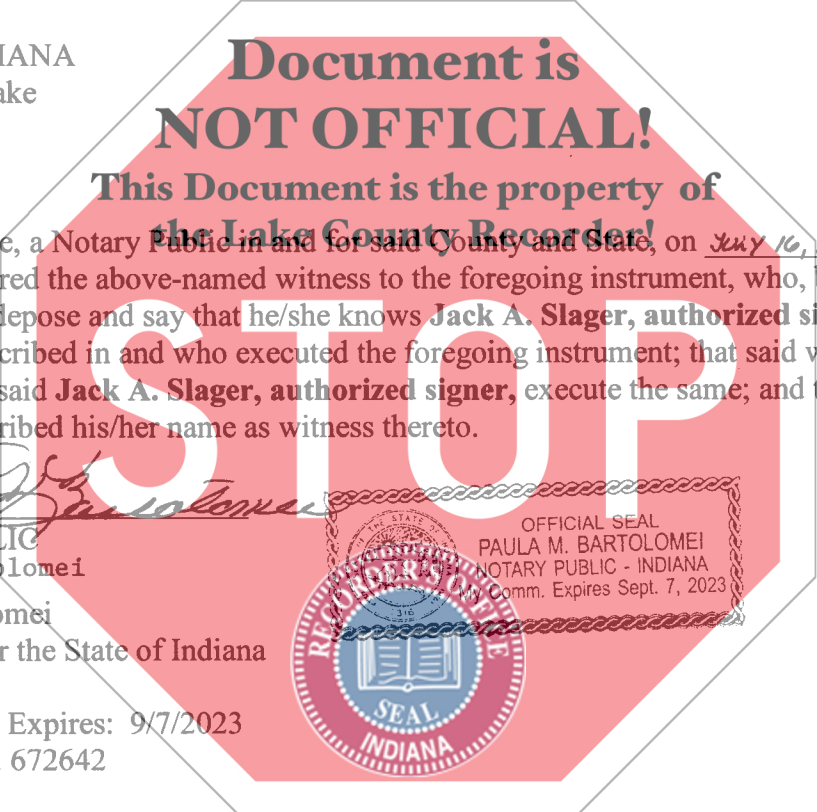 IANA
ake
Document is
NOT OFFICIAL!
This Document is the property of
the Lake County Recorder!
e, a Notary Public in and for said County and State, on July 16,
red the above-named witness to the foregoing instrument, who,
depose and say that he/she knows Jack A. Slager, authorized si
cribed in and who executed the foregoing instrument; that said w
said Jack A. Slager, authorized signer, execute the same; and
ribed his/her name as witness thereto.
STOP
Bartolomei
LIC
olomei
omei
r the State of Indiana
Expires: 9/7/2023
672642
OFFICIAL SEAL
PAULA M. BARTOLOMEI
NOTARY PUBLIC - INDIANA
My Comm. Expires Sept. 7, 2023
THE STATE OF
RECORDER'S OFFICE
SEAL
INDIANA